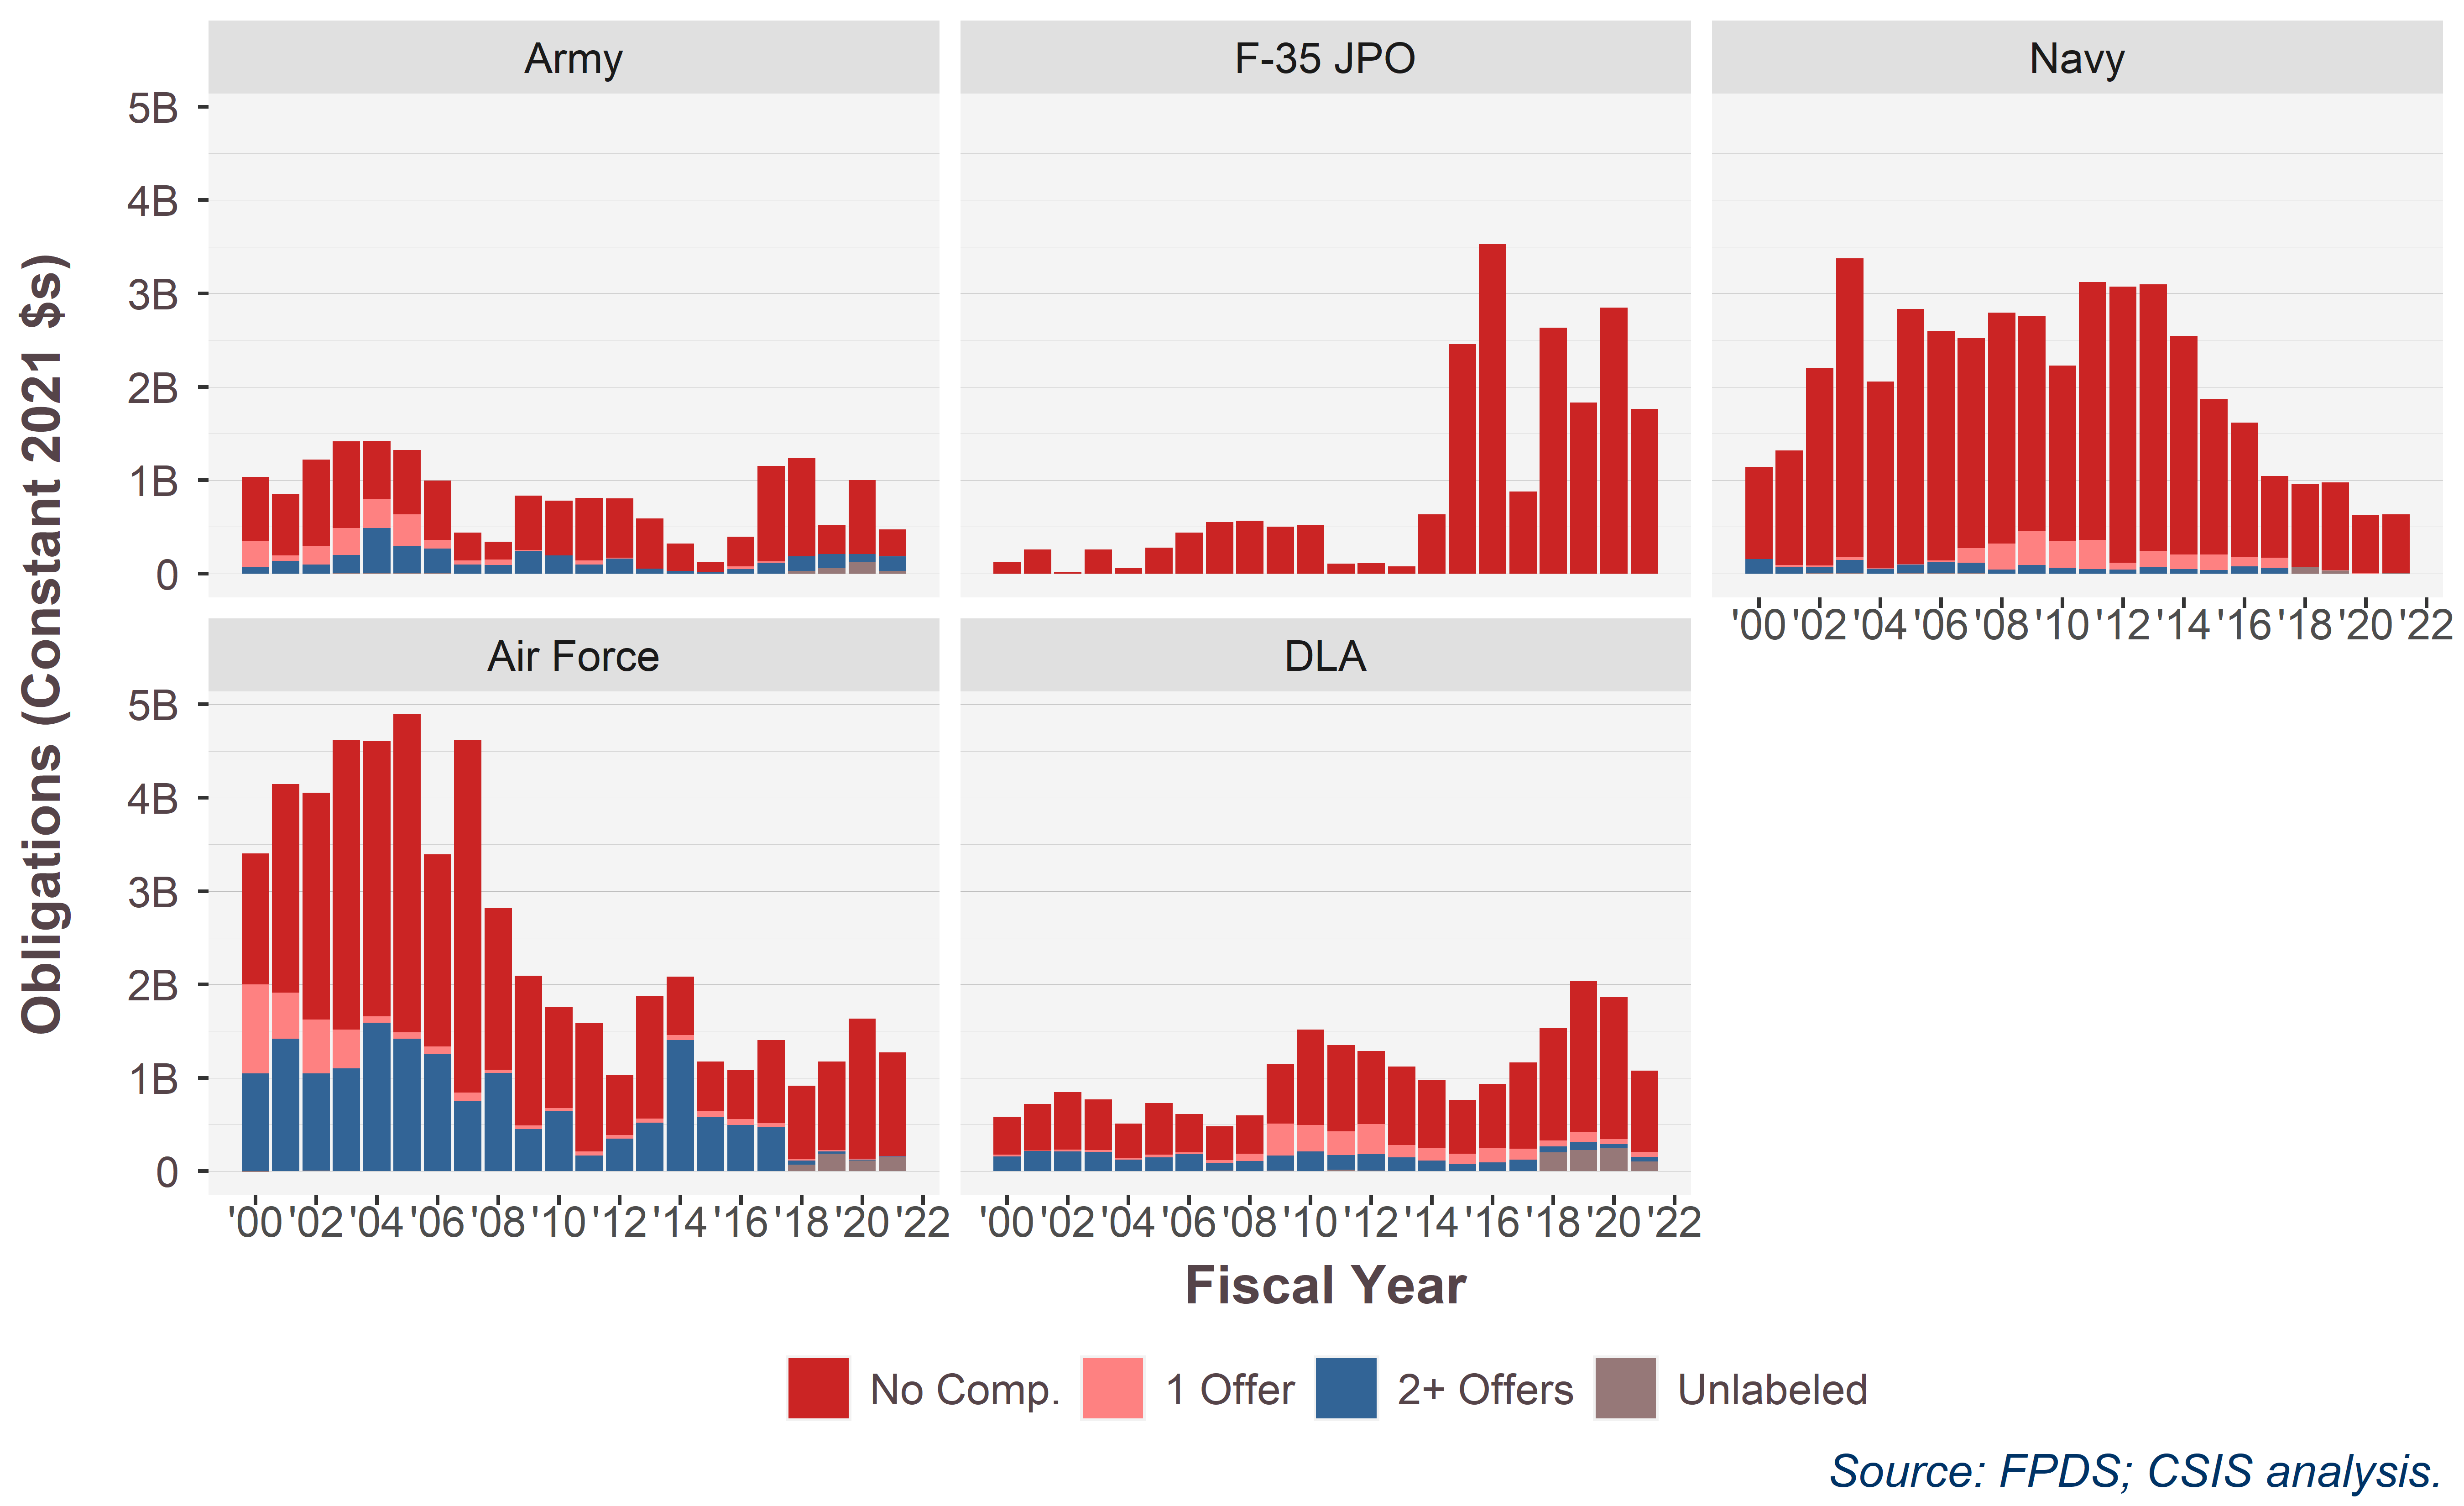 Army
F-35 JPO
Navy
5B
4B
3B
2B
1B
0
'00 '02 '04 '06 '08 '10 '12 '14 '16 '18 '20 '22
Air Force
DLA
5B
4B
3B
2B
1B
0
'00 '02 '04 '06 '08 '10 '12 '14 '16 '18 '20 '22
'00 '02 '04 '06 '08 '10 '12 '14 '16 '18 '20 '22
Obligations (Constant 2021 $s)
Fiscal Year
No Comp.
1 Offer
2+ Offers
Unlabeled
Source: FPDS; CSIS analysis.